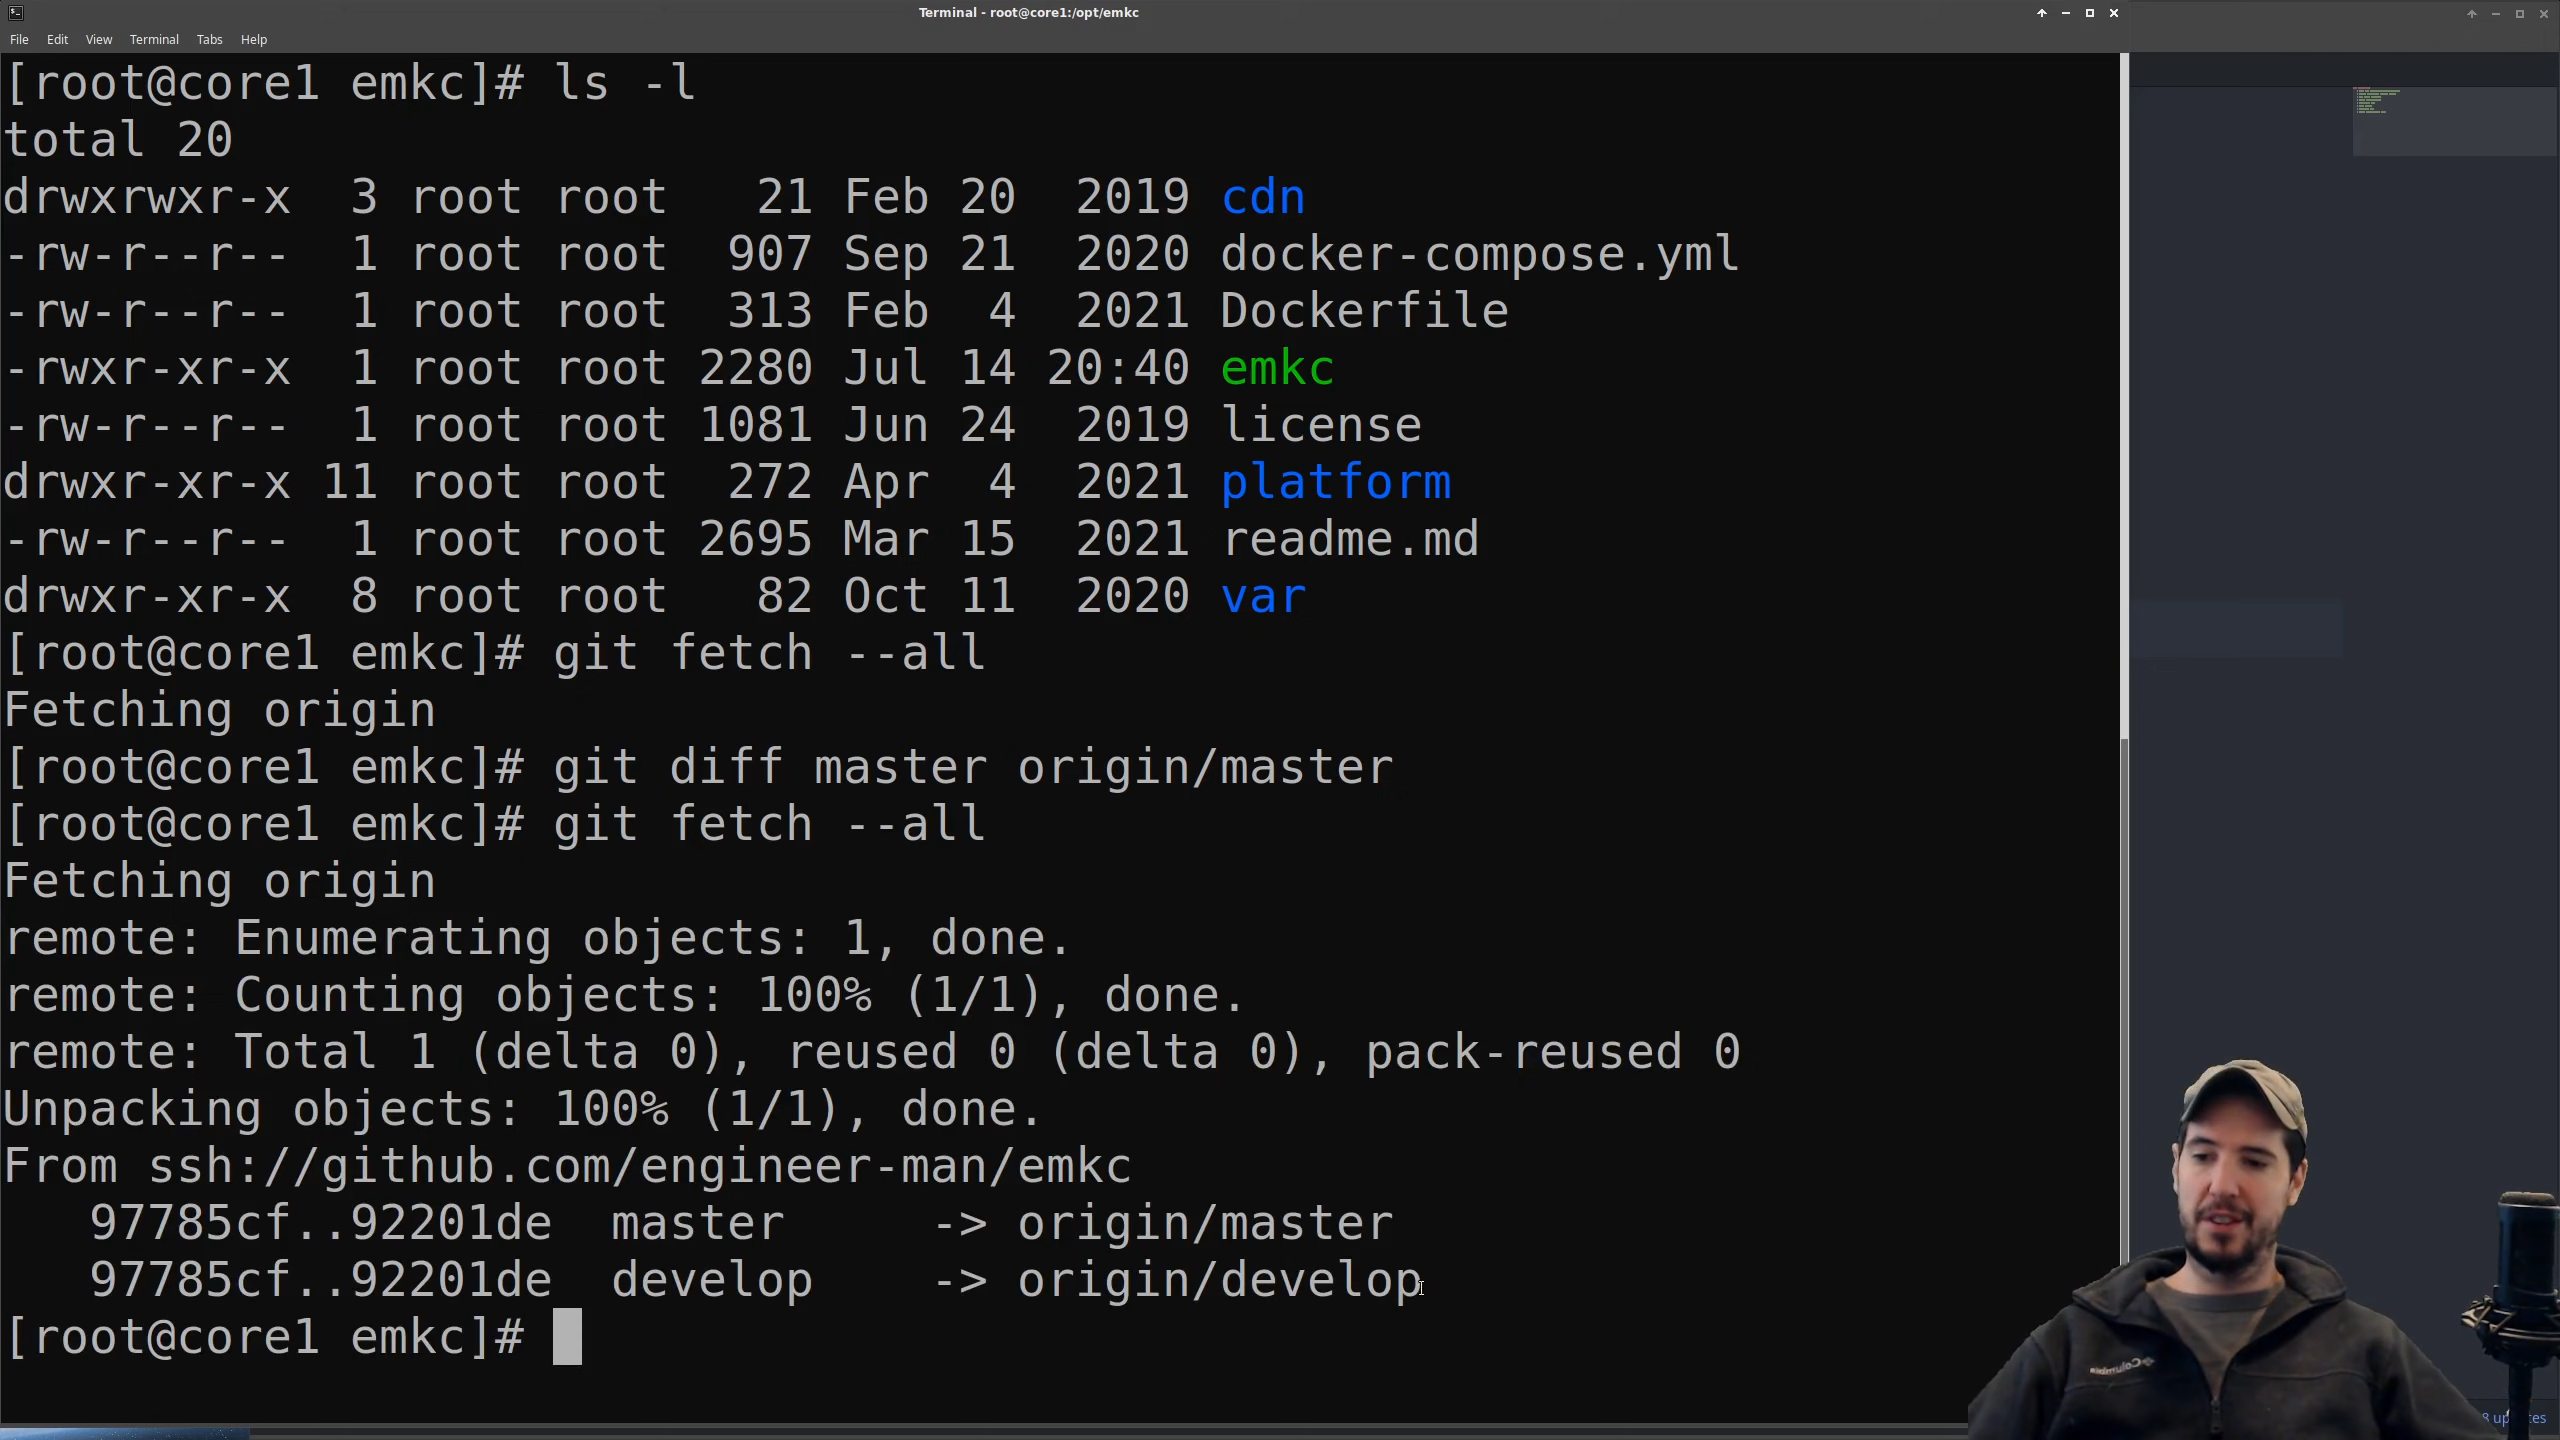 Terminal - root@core1:/opt/emkc
File Edit View Terminal Tabs Help
[root@core1 emkc]# ls -l
total 20
drwxrwxr-x  3 root root   21 Feb 20  2019 cdn
-rw-r--r--  1 root root  907 Sep 21  2020 docker-compose.yml
-rw-r--r--  1 root root  313 Feb  4  2021 Dockerfile
-rwxr-xr-x  1 root root 2280 Jul 14 20:40 emkc
-rw-r--r--  1 root root 1081 Jun 24  2019 license
drwxr-xr-x 11 root root  272 Apr  4  2021 platform
-rw-r--r--  1 root root 2695 Mar 15  2021 readme.md
drwxr-xr-x  8 root root   82 Oct 11  2020 var
[root@core1 emkc]# git fetch --all
Fetching origin
[root@core1 emkc]# git diff master origin/master
[root@core1 emkc]# git fetch --all
Fetching origin
remote: Enumerating objects: 1, done.
remote: Counting objects: 100% (1/1), done.
remote: Total 1 (delta 0), reused 0 (delta 0), pack-reused 0
Unpacking objects: 100% (1/1), done.
From ssh://github.com/engineer-man/emkc
   97785cf..92201de  master     -> origin/master
   97785cf..92201de  develop    -> origin/develop
[root@core1 emkc]#
Columbia